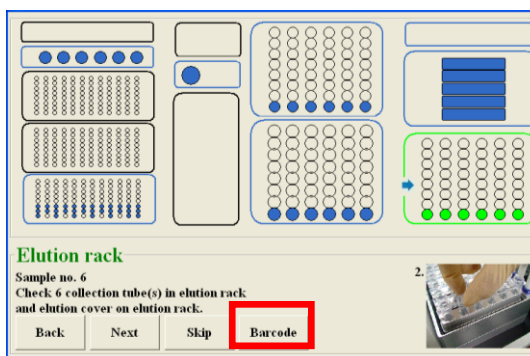 Elution rack
Sample no. 6
Check 6 collection tube(s) in elution rack
and elution cover on elution rack.
2.
Back
Next
Skip
Barcode